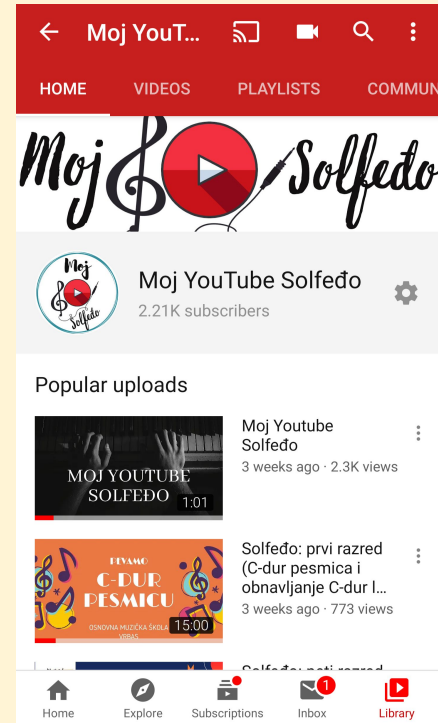 Moj YouT...
HOME VIDEOS PLAYLISTS COMMUN
Moj Solfeđo
Moj
Solfeđo
Moj YouTube Solfeđo
2.21K subscribers
Popular uploads
MOJ YOUTUBE
SOLFEĐO
1:01
Moj Youtube
Solfeđo
3 weeks ago · 2.3K views
PEVAMO
C-DUR
PESMICU
OSNOVNA MUZIČKA ŠKOLA
VRBAS
15:00
Solfeđo: prvi razred
(C-dur pesmica i
obnavljanje C-dur l...
3 weeks ago · 773 views
Solfeđo: peti razred
1
Home Explore Subscriptions Inbox Library